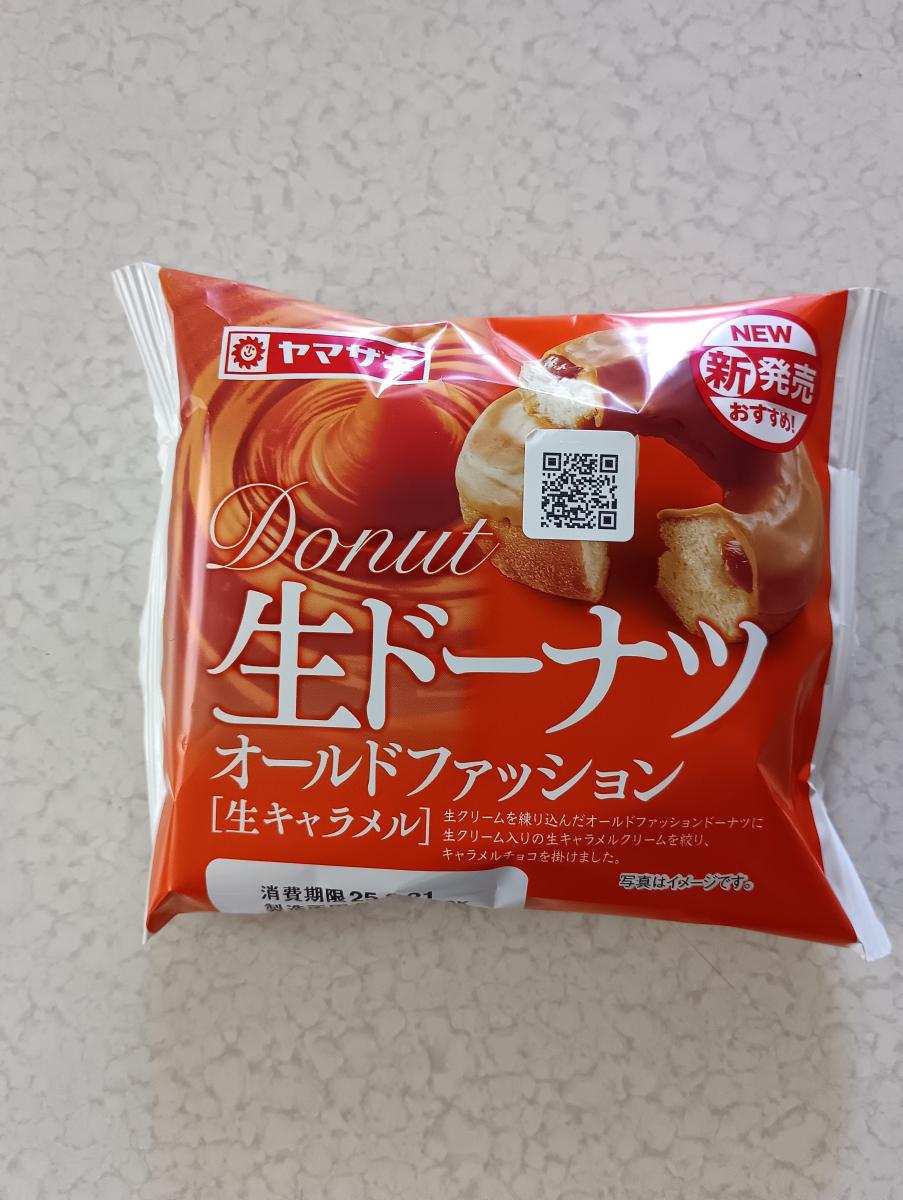 ヤマザキ
NEW
新発売
おすすめ!
Donut
生ドーナツ
オールドファッション
[生キャラメル]
生クリームを練り込んだオールドファッションドーナツに
生クリーム入りの生キャラメルクリームを絞り、
キャラメルチョコを掛けました。
写真はイメージです。
消費期限 25